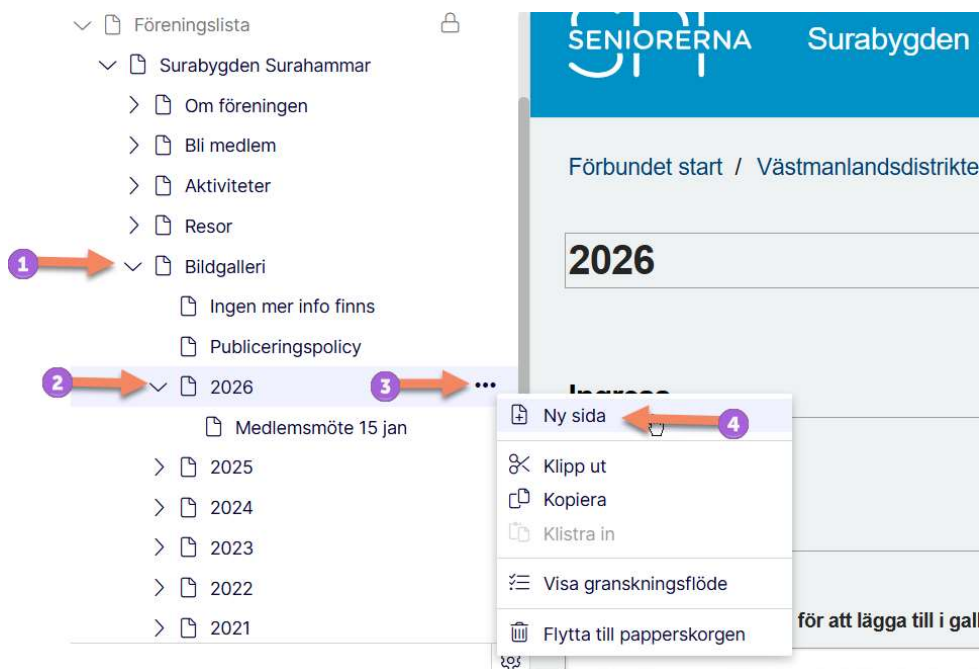 Föreningslista
Surabygden Surahammar
Om föreningen
Bli medlem
Aktiviteter
Resor
1
Bildgalleri
Ingen mer info finns
Publiceringspolicy
2
2026
3
Medlemsmöte 15 jan
2025
2024
2023
2022
2021
Ny sida
4
Klipp ut
Kopiera
Klistra in
Visa granskningsflöde
Flytta till papperskorgen
SENIORERNA
Surabygden
Förbundet start / Västmanlandsdistrikte
2026
Ingress
för att lägga till i gall